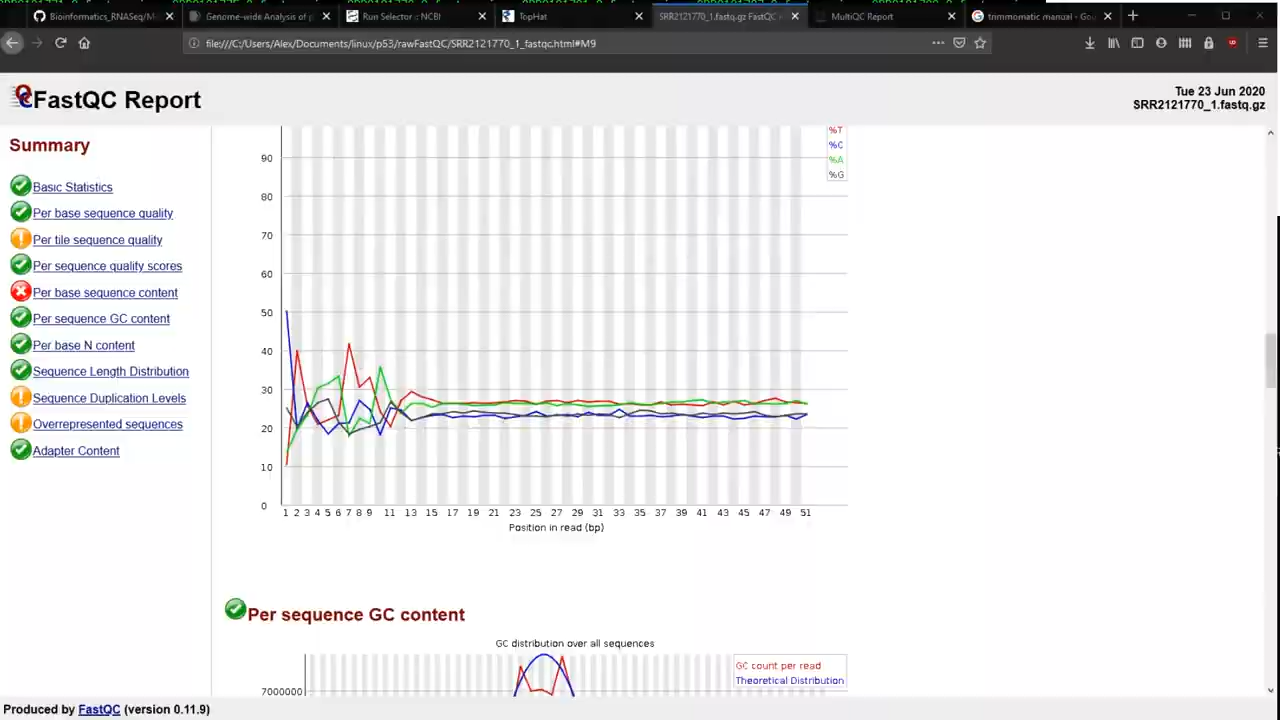 Bioinformatics_RNASeq/M
Genome-wide Analysis of p
Run Selector :: NCBI
TopHat
SRR2121770_1.fastq.gz FastQC
MultiQC Report
trimmomatic manual - Goo
file:///C:/Users/Alex/Documents/linux/p53/rawFastQC/SRR2121770_1_fastqc.html#M9
FastQC Report
Tue 23 Jun 2020
SRR2121770_1.fastq.gz
Summary
Basic Statistics
Per base sequence quality
Per tile sequence quality
Per sequence quality scores
Per base sequence content
Per sequence GC content
Per base N content
Sequence Length Distribution
Sequence Duplication Levels
Overrepresented sequences
Adapter Content
%T
%C
%A
%G
90
80
70
60
50
40
30
20
10
0
1 2 3 4 5 6 7 8 9 11 13 15 17 19 21 23 25 27 29 31 33 35 37 39 41 43 45 47 49 51
Position in read (bp)
Per sequence GC content
GC distribution over all sequences
GC count per read
Theoretical Distribution
7000000
Produced by FastQC (version 0.11.9)